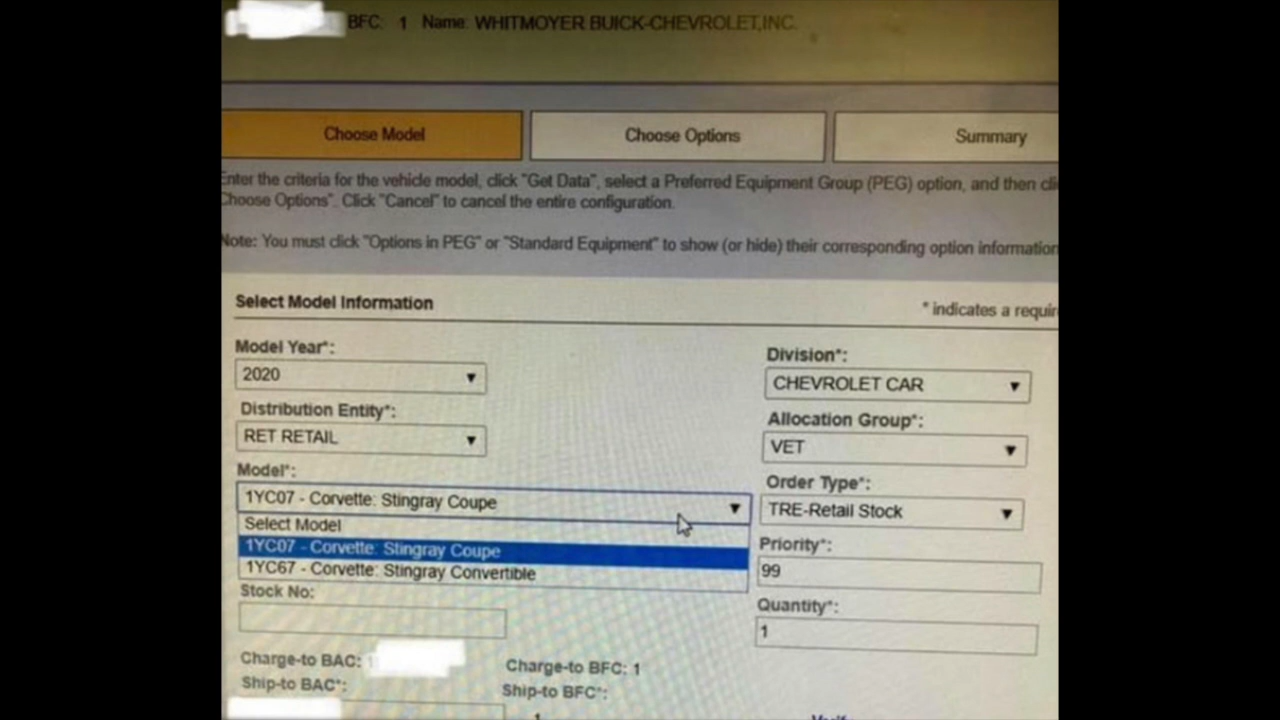 BFC: 1 Name: WHITMOYER BUICK-CHEVROLET,INC.
Choose Model
Choose Options
Summary
Enter the criteria for the vehicle model, click "Get Data", select a Preferred Equipment Group (PEG) option, and then
Choose Options". Click "Cancel" to cancel the entire configuration.
Note: You must click "Options in PEG" or "Standard Equipment" to show (or hide) their corresponding option information
Select Model Information
* indicates a
Model Year*:
2020
Division*:
CHEVROLET CAR
Distribution Entity*:
RET RETAIL
Allocation Group*:
VET
Model*:
1YC07 - Corvette: Stingray Coupe
Select Model
1YC07 - Corvette: Stingray Coupe
1YC67 - Corvette: Stingray Convertible
Order Type*:
TRE-Retail Stock
Priority*:
99
Stock No:
Quantity*:
1
Charge-to BAC: 1
Charge-to BFC: 1
Ship-to BAC*:
Ship-to BFC*:
1